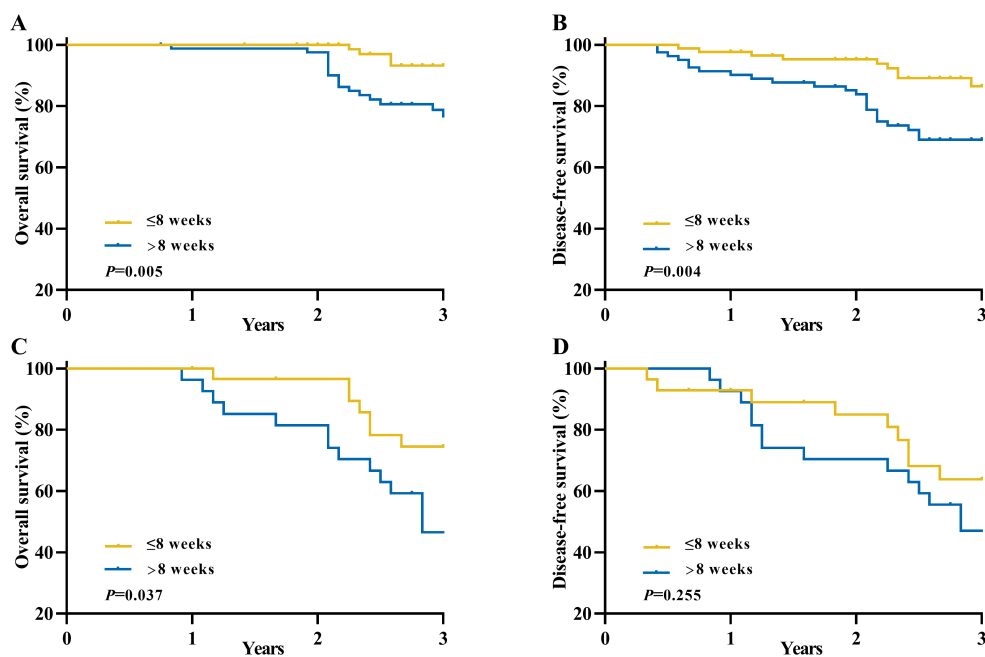 A
Overall survival (%)
100
80
60
40
20
≤8 weeks
>8 weeks
P=0.005
0
1
2
3
Years
B
Disease-free survival (%)
100
80
60
40
20
≤8 weeks
>8 weeks
P=0.004
0
1
2
3
Years
C
Overall survival (%)
100
80
60
40
20
≤8 weeks
>8 weeks
P=0.037
0
1
2
3
Years
D
Disease-free survival (%)
100
80
60
40
20
≤8 weeks
>8 weeks
P=0.255
0
1
2
3
Years